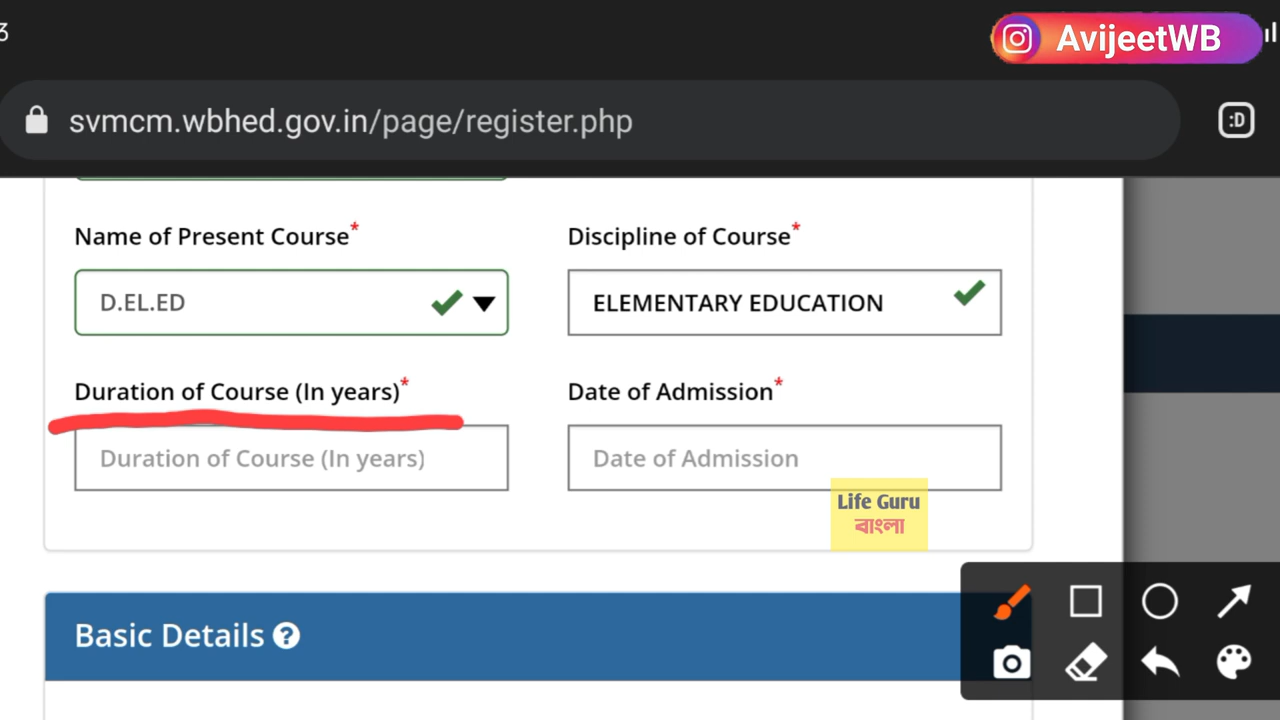 3
AvijeetWB
svmcm.wbhed.gov.in/page/register.php
:D
Name of Present Course*
Discipline of Course*
D.EL.ED
ELEMENTARY EDUCATION
Duration of Course (In years)*
Date of Admission*
Duration of Course (In years)
Date of Admission
Life Guru
বাংলা
Basic Details ?